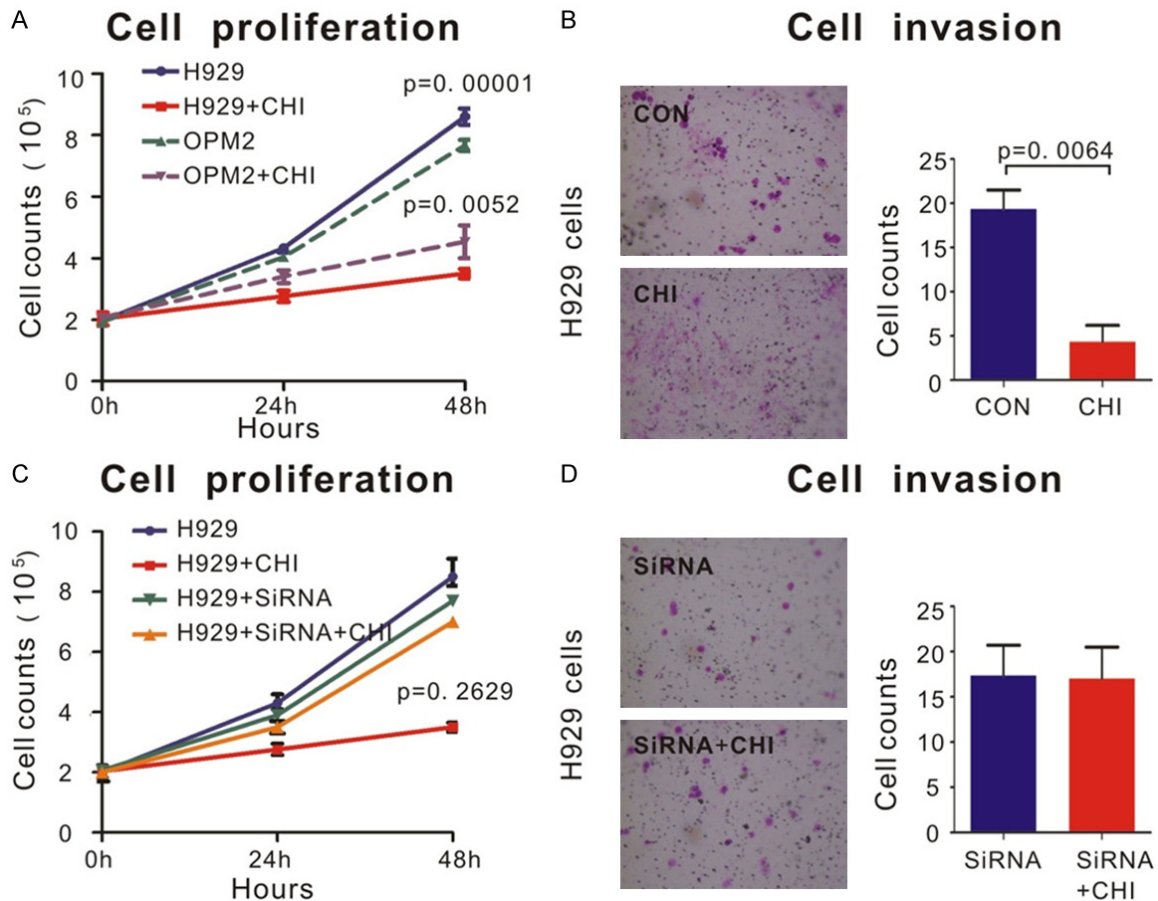 A
Cell proliferation
Cell counts ( 10⁵)
10
8
6
4
2
0
H929
H929+CHI
OPM2
OPM2+CHI
p=0. 00001
p=0. 0052
0h
24h
48h
Hours
B
Cell invasion
H929 cells
CON
CHI
Cell counts
25
20
15
10
5
0
p=0. 0064
CON
CHI
C
Cell proliferation
Cell counts ( 10⁵)
10
8
6
4
2
0
H929
H929+CHI
H929+SiRNA
H929+SiRNA+CHI
p=0. 2629
0h
24h
48h
Hours
D
Cell invasion
H929 cells
SiRNA
SiRNA+CHI
Cell counts
25
20
15
10
5
0
SiRNA
SiRNA
+CHI